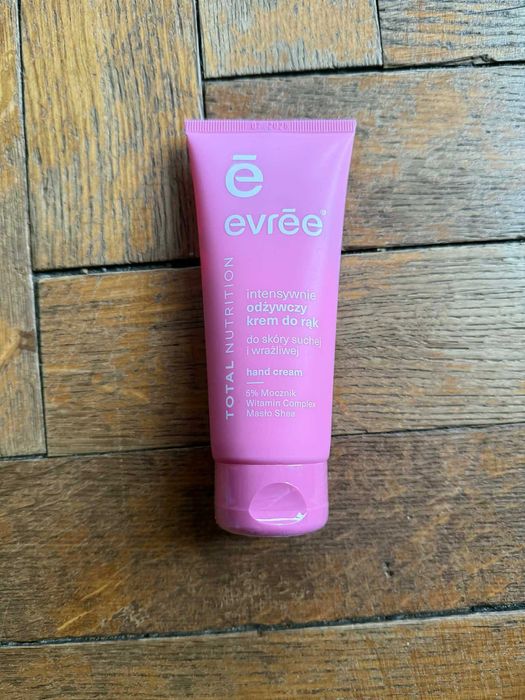 ē
evrēe
TOTAL NUTRITION
intensywnie
odżywczy
krem do rąk
do skóry suchej
i wrażliwej
hand cream
5% Mocznik
Witamin Complex
Masło Shea